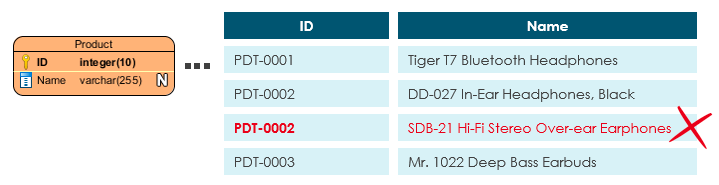 Product
ID integer(10)
Name varchar(255) N
ID Name
PDT-0001 Tiger T7 Bluetooth Headphones
PDT-0002 DD-027 In-Ear Headphones, Black
PDT-0002 SDB-21 Hi-Fi Stereo Over-ear Earphones
PDT-0003 Mr. 1022 Deep Bass Earbuds